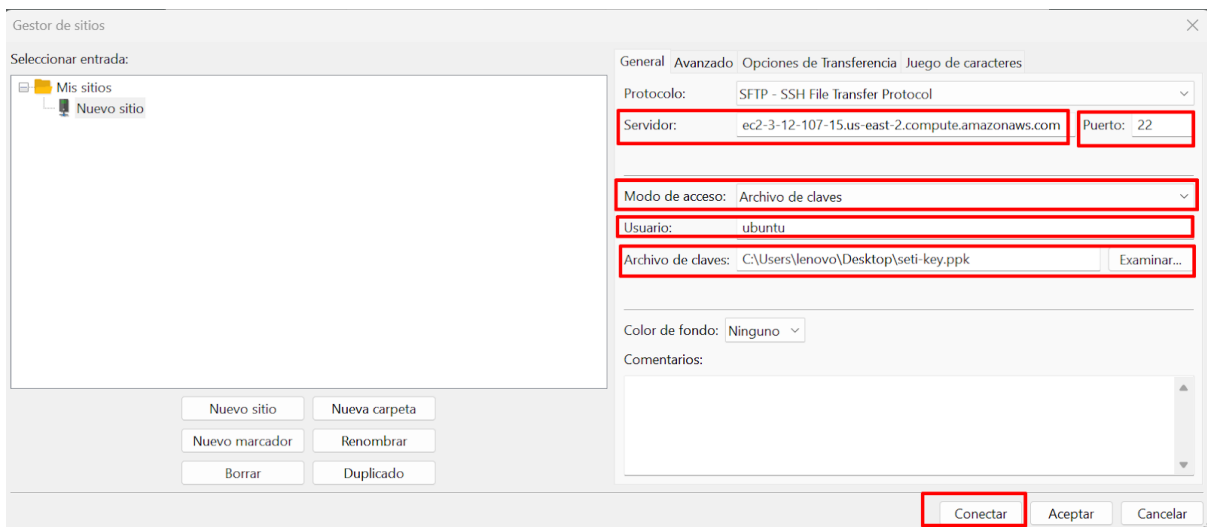 Gestor de sitios
Seleccionar entrada:
Mis sitios
Nuevo sitio
Nuevo sitio Nueva carpeta
Nuevo marcador Renombrar
Borrar Duplicado
General Avanzado Opciones de Transferencia Juego de caracteres
Protocolo: SFTP - SSH File Transfer Protocol
Servidor: ec2-3-12-107-15.us-east-2.compute.amazonaws.com Puerto: 22
Modo de acceso: Archivo de claves
Usuario: ubuntu
Archivo de claves: C:\Users\lenovo\Desktop\seti-key.ppk Examinar...
Color de fondo: Ninguno
Comentarios:
Conectar Aceptar Cancelar